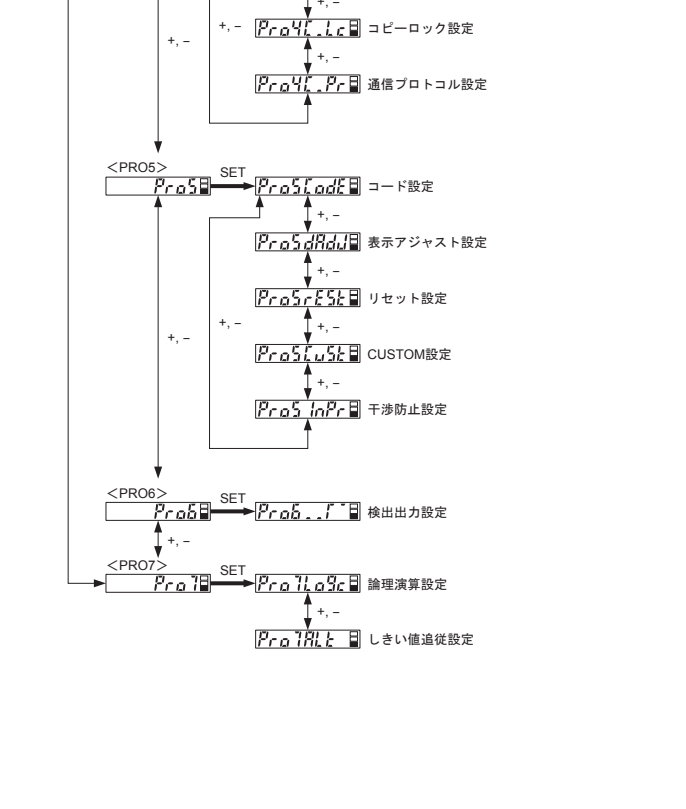 +, −
+, −
+, −
Pro4C.Lc コピーロック設定
+, −
Pro4C.Pr 通信プロトコル設定
＜PRO5＞
Pro5
SET
Pro5CodE コード設定
+, −
Pro5dAdJ 表示アジャスト設定
+, −
Pro5rESt リセット設定
+, −
+, −
+, −
Pro5CuSt CUSTOM設定
+, −
Pro5 InPr 干渉防止設定
＜PRO6＞
Pro6
SET
検出出力設定
+, −
＜PRO7＞
Pro7
SET
Pro7Lo9c 論理演算設定
+, −
Pro7ALt しきい値追従設定